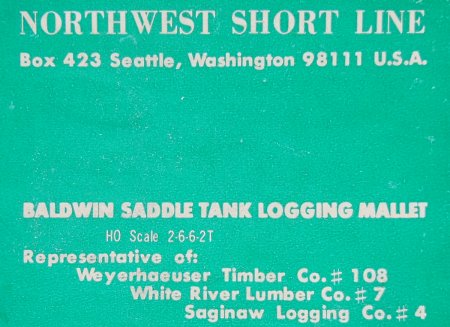 NORTHWEST SHORT LINE
Box 423 Seattle, Washington 98111 U.S.A.
BALDWIN SADDLE TANK LOGGING MALLET
HO Scale 2-6-6-2T
Representative of:
Weyerhaeuser Timber Co. # 108
White River Lumber Co. # 7
Saginaw Logging Co. # 4